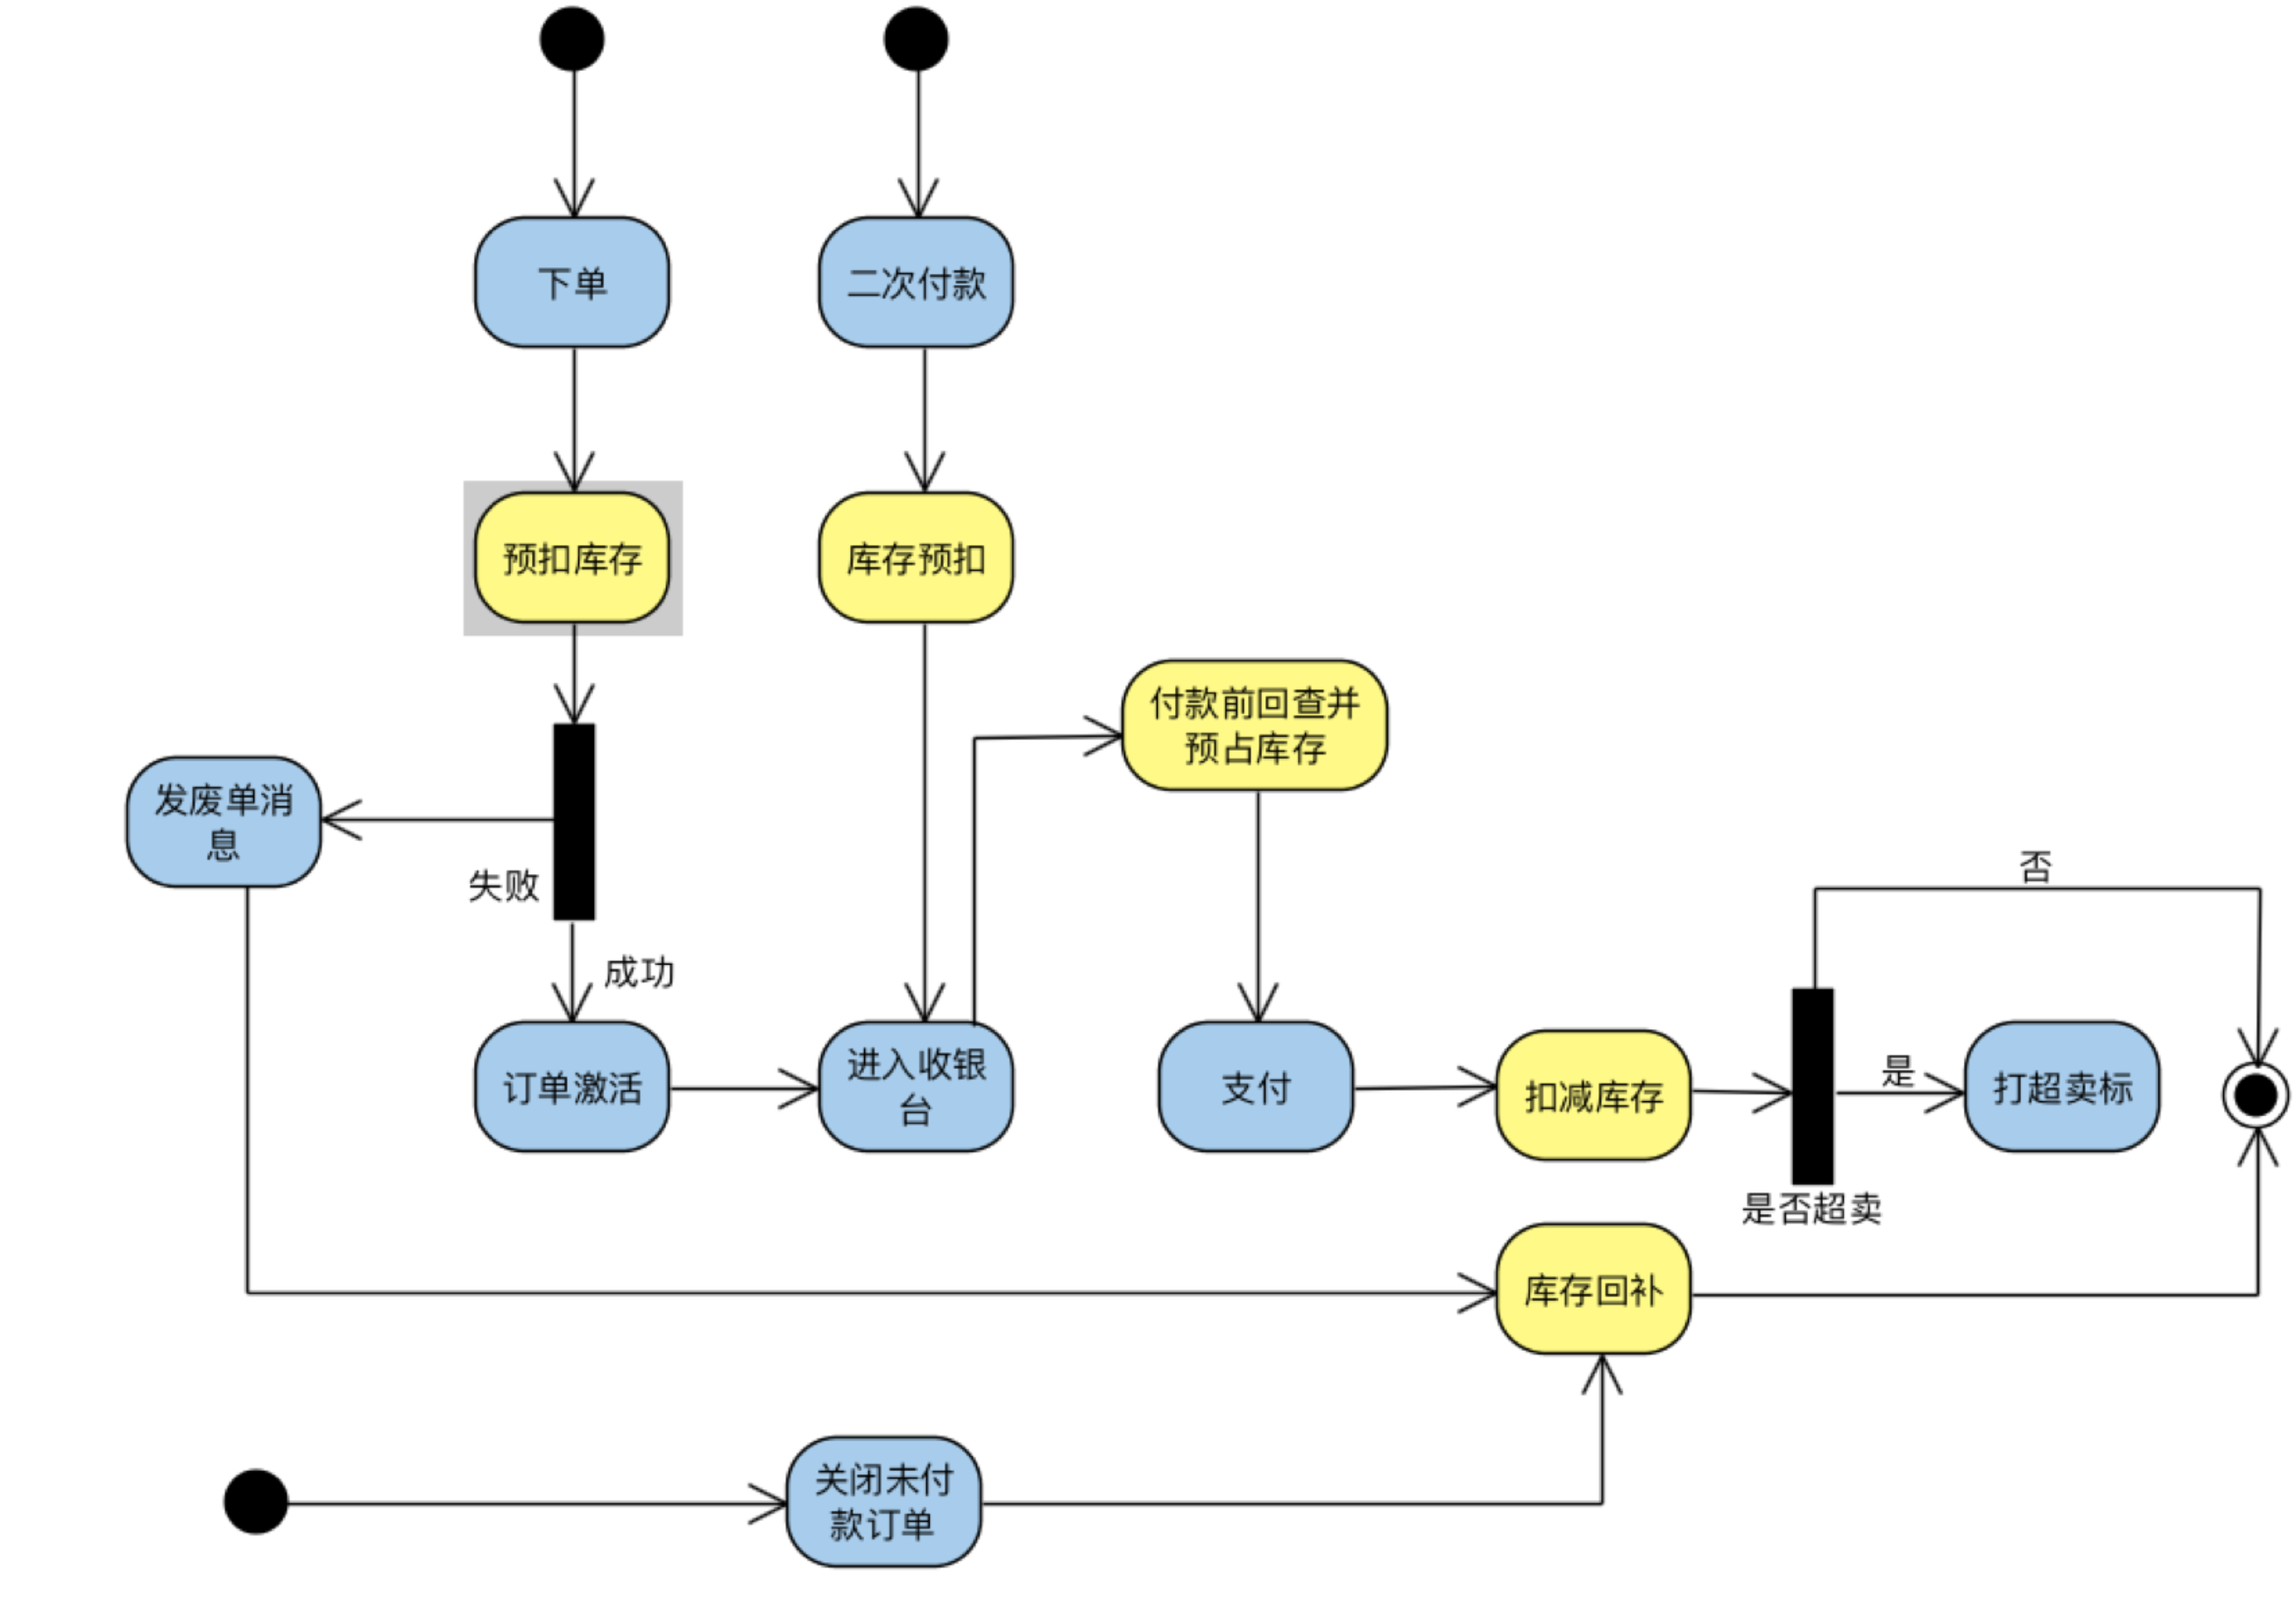 下单
二次付款
预扣库存
库存预扣
付款前回查并
预占库存
发废单消
息
失败
成功
否
订单激活
进入收银
台
支付
扣减库存
是
打超卖标
是否超卖
库存回补
关闭未付
款订单